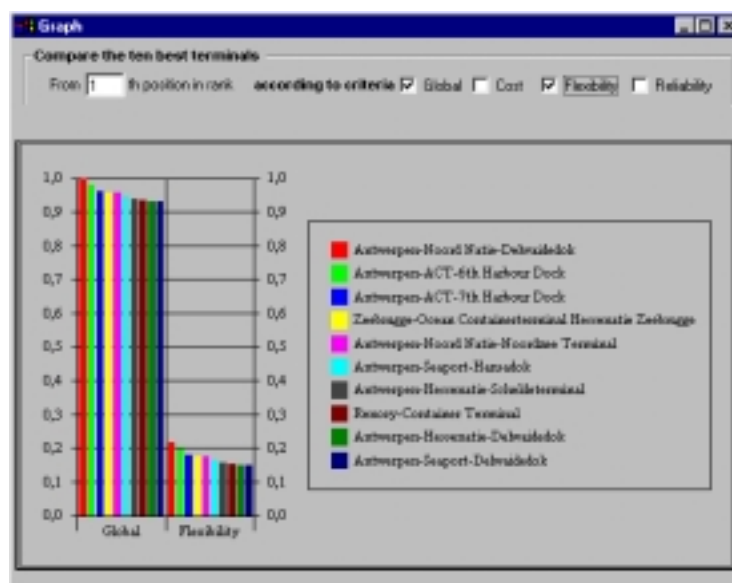 Graph
Compare the ten best terminals
From 1 th position in rank according to criteria Global Cost Flexibility Reliability
1,0 1,0
0,9 0,9
0,8 0,8
0,7 0,7
0,6 0,6
0,5 0,5
0,4 0,4
0,3 0,3
0,2 0,2
0,1 0,1
0,0 0,0
Global Flexibility
Antwerpen-Noord Natie-Delwaidedok
Antwerpen-ACT-6th Harbour Dock
Antwerpen-ACT-7th Harbour Dock
Zeebrugge-Ocean Containerterminal Hessenatie Zeebrugge
Antwerpen-Noord Natie-Noordzee Terminal
Antwerpen-Seaport-Hansadok
Antwerpen-Hessenatie-Scheldeterminal
Renory-Container Terminal
Antwerpen-Hessenatie-Delwaidedok
Antwerpen-Seaport-Delwaidedok